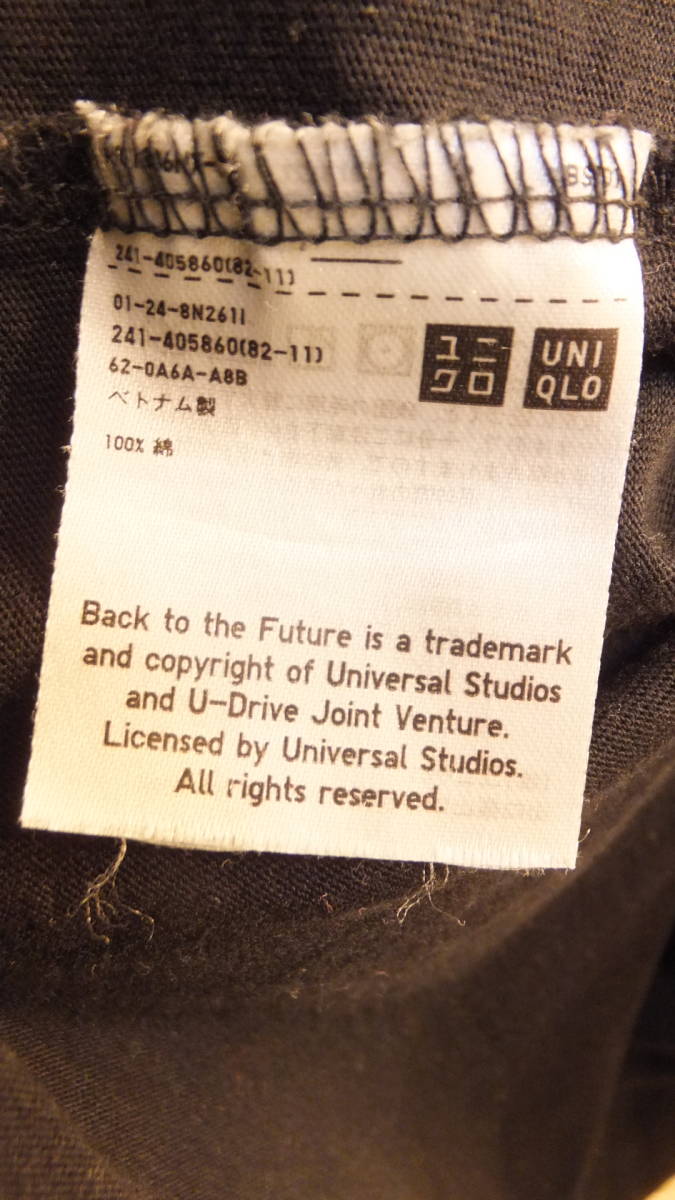 241-405860(82-11)
01-24-8N261I
241-405860(82-11)
62-0A6A-A8B
ベトナム製
100% 綿
ユニ
クロ
UNI
QLO
Back to the Future is a trademark
and copyright of Universal Studios
and U-Drive Joint Venture.
Licensed by Universal Studios.
All rights reserved.